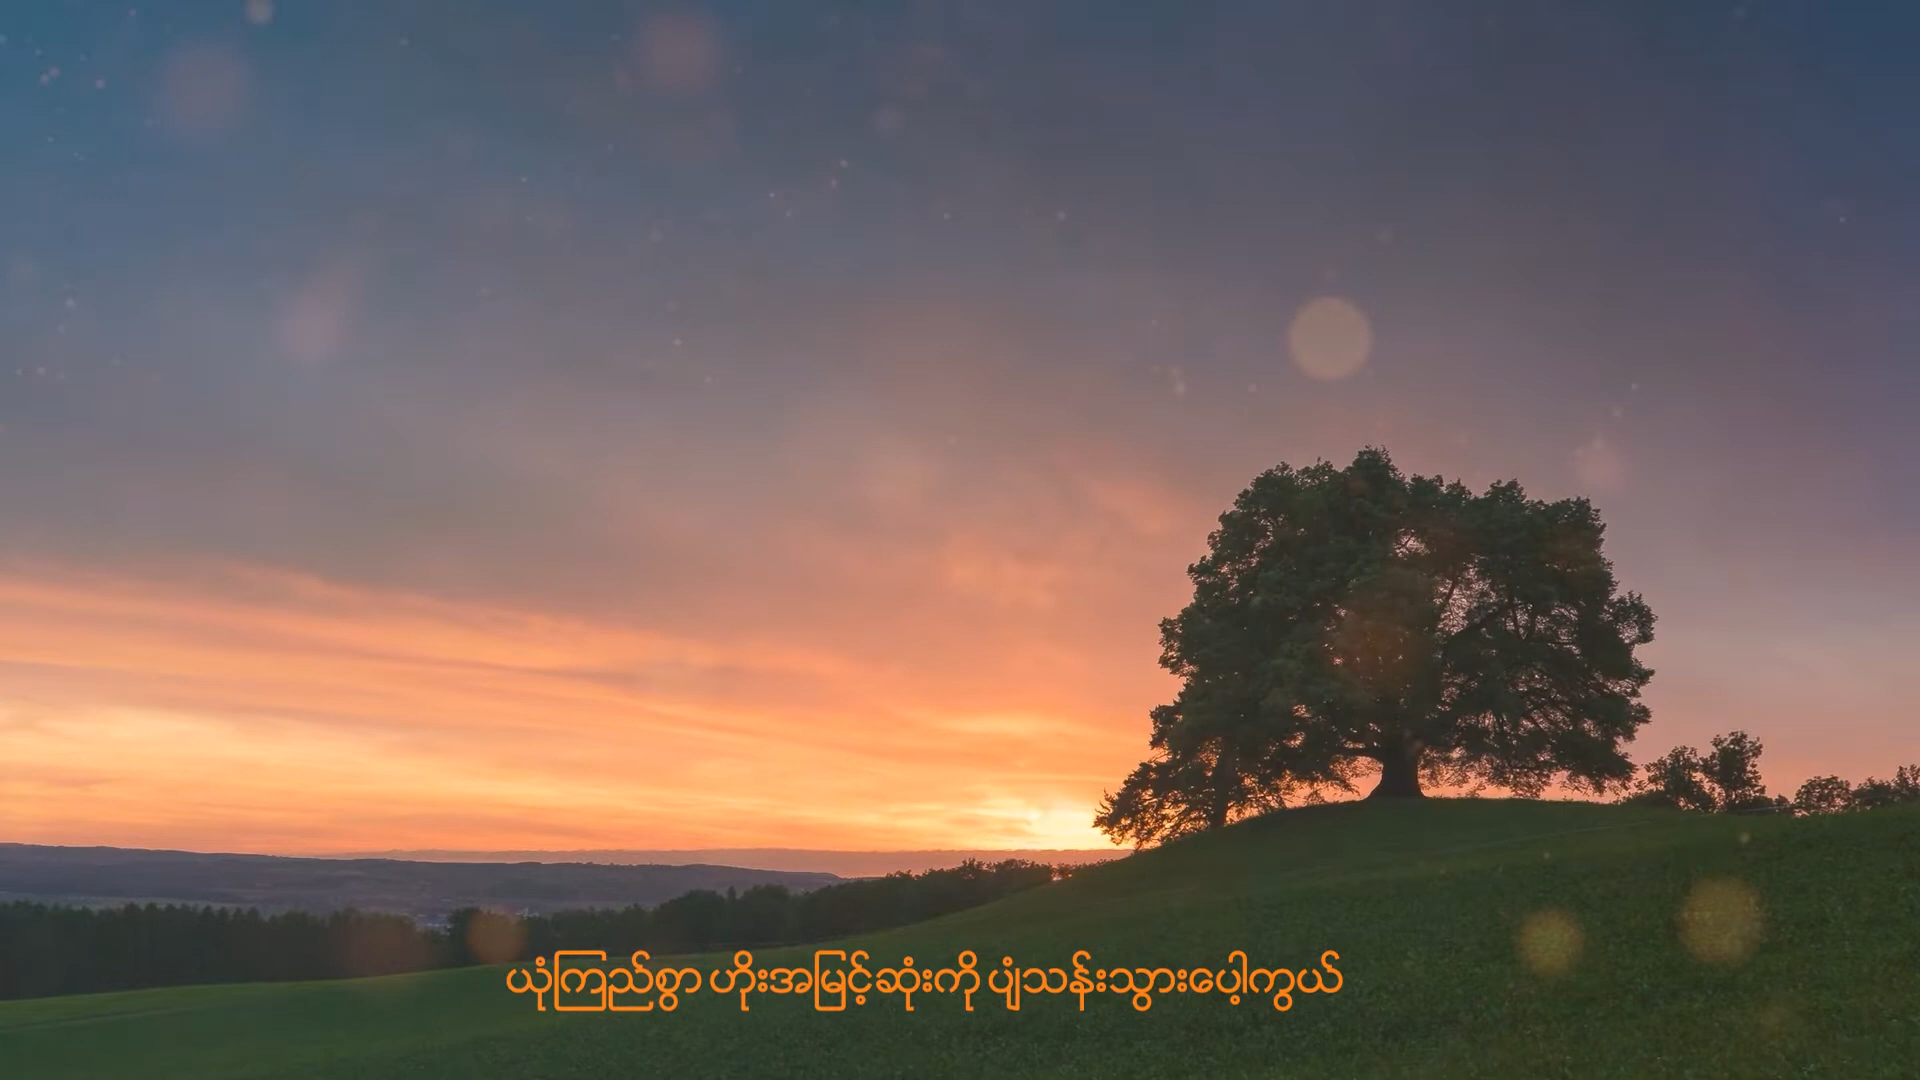 ယုံကြည်စွာ ဟိုးအမြင့်ဆုံးကို ပျံသန်းသွားပေါ့ကွယ်